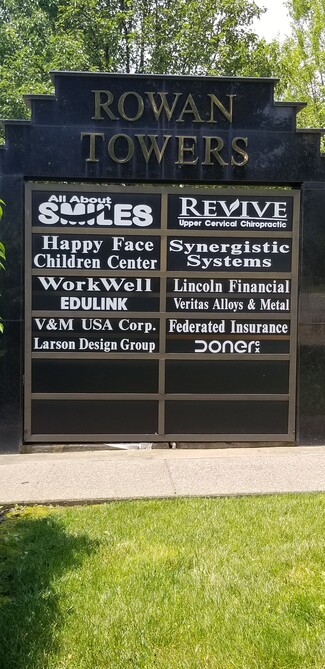 ROWAN
TOWERS
All About
SMILES
REVIVE
Upper Cervical Chiropractic
Happy Face
Children Center
Synergistic
Systems
WorkWell
EDULINK
Lincoln Financial
Veritas Alloys & Metal
V&M USA Corp.
Larson Design Group
Federated Insurance
DONER CX